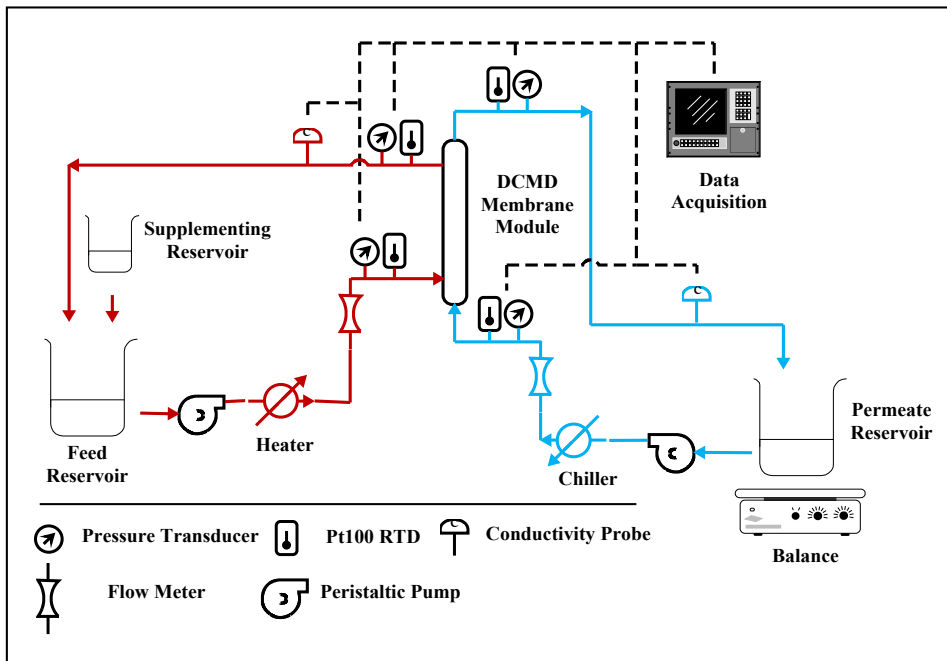 C
DCMD
Membrane
Module
Data
Acquisition
Supplementing
Reservoir
C
Feed
Reservoir
Heater
Chiller
Permeate
Reservoir
Balance
Pressure Transducer
Pt100 RTD
C
Conductivity Probe
Flow Meter
Peristaltic Pump